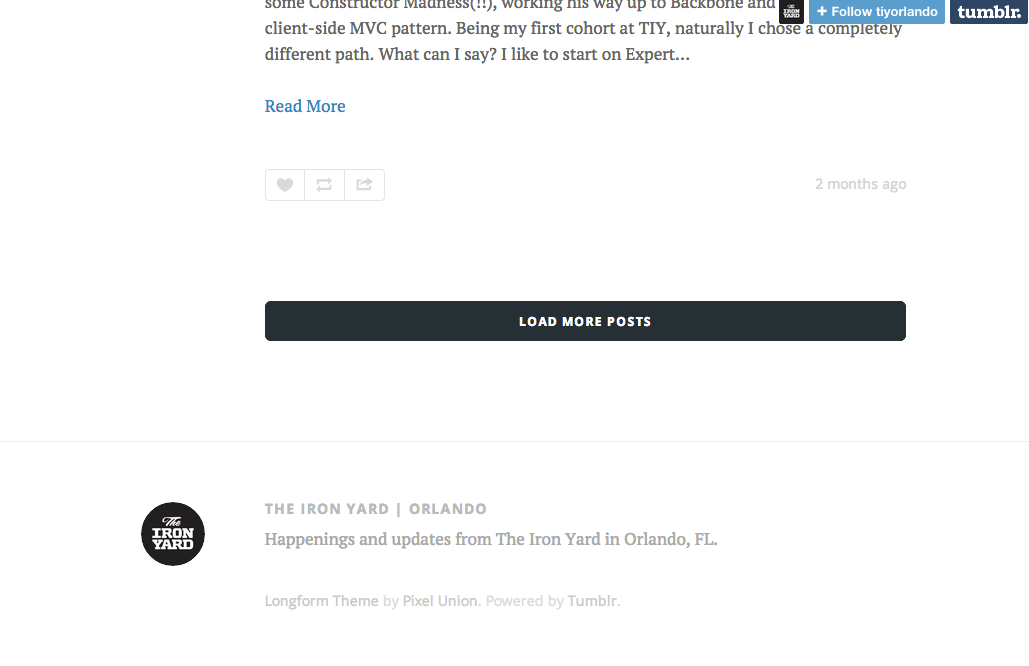 some Constructor Madness(!!), working his way up to Backbone and
THE IRON YARD
+ Follow tiyorlando
tumblr.
client-side MVC pattern. Being my first cohort at TIY, naturally I chose a completely
different path. What can I say? I like to start on Expert...
Read More
2 months ago
LOAD MORE POSTS
The
IRON
YARD
THE IRON YARD | ORLANDO
Happenings and updates from The Iron Yard in Orlando, FL.
Longform Theme by Pixel Union. Powered by Tumblr.